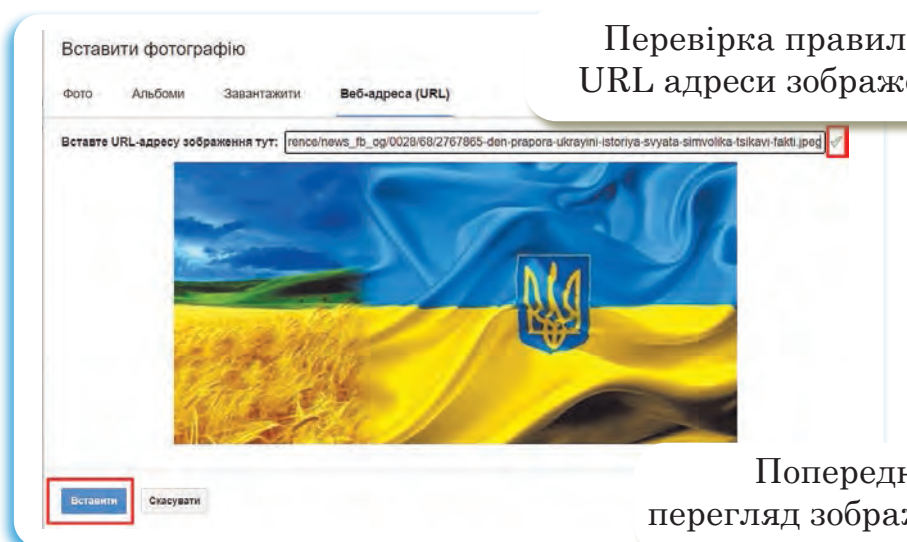 Вставити фотографію
Перевірка правил
URL адреси зображе
Фото Альбоми Завантажити Веб-адреса (URL)
Вставте URL-адресу зображення тут: rence/news_fb_og/0028/68/2767865-den-prapora-ukrayini-istoriya-svyata-simvolika-tsikavi-fakti.jpeg
Попередн
перегляд зображ
Вставити Скасувати